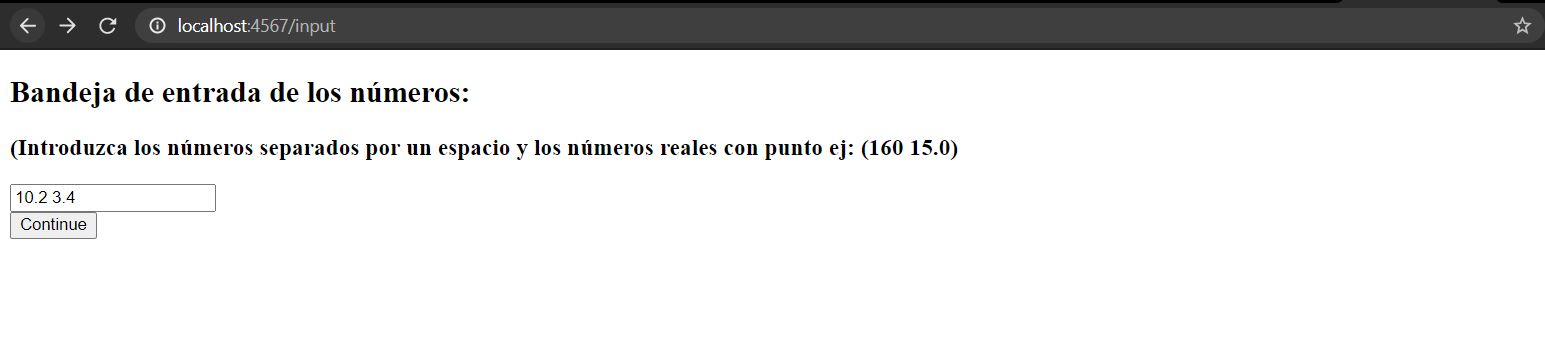 localhost:4567/input
Bandeja de entrada de los números:
(Introduzca los números separados por un espacio y los números reales con punto ej: (160 15.0)
10.2 3.4
Continue